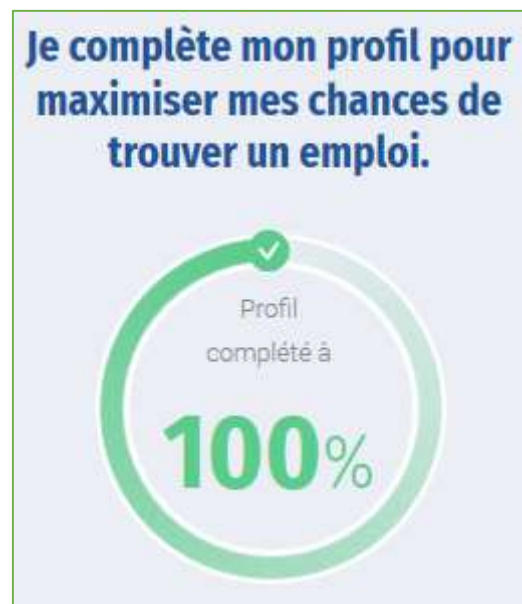 Je complète mon profil pour
maximiser mes chances de
trouver un emploi.
Profil
complété à
100%